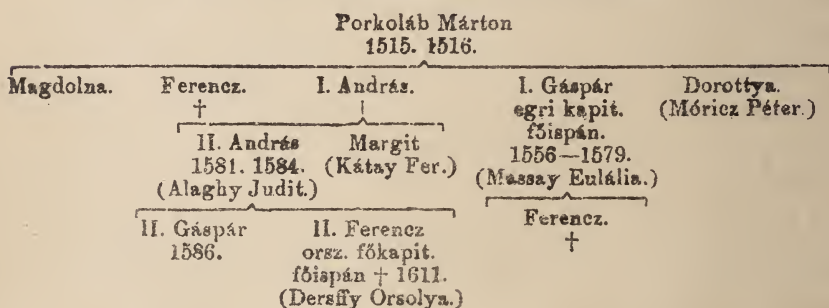 Porkoláb Márton
1515. 1516.
Magdolna. Ferencz. I. András. I. Gáspár Dorottya.
† egri kapit. (Móricz Péter.)
főispán.
II. András Margit 1556—1579.
1581. 1584. (Kátay Fer.) (Massay Eulália.)
(Alaghy Judit.)
Ferencz.
†
II. Gáspár II. Ferencz
1586. orsz. főkapit.
főispán † 1611.
(Dersffy Orsolya.)